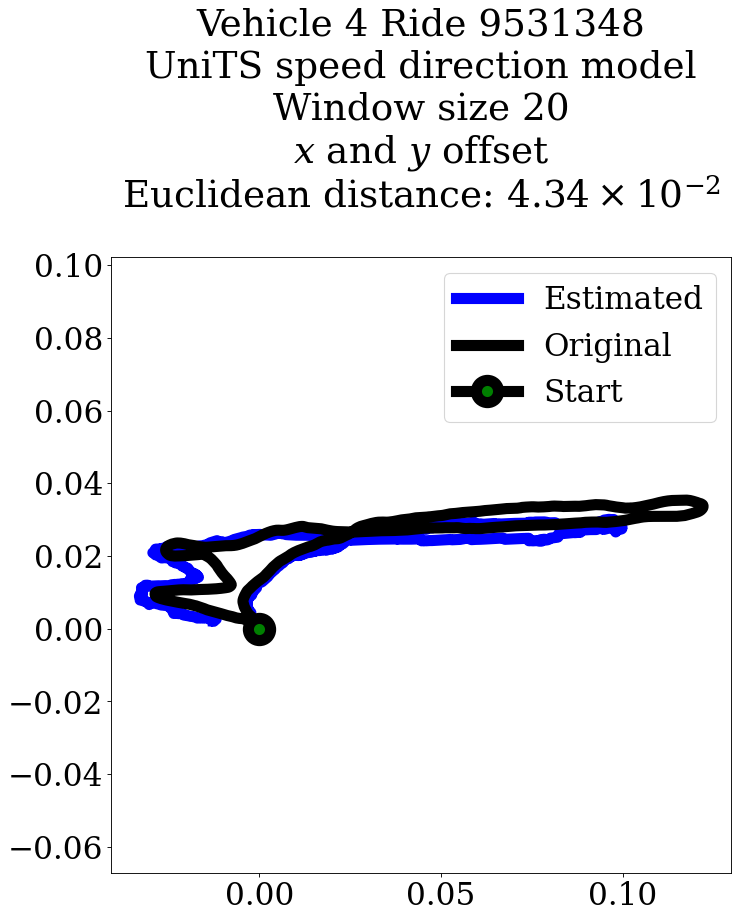 Vehicle 4 Ride 9531348
UniTS speed direction model
Window size 20
x and y offset
Euclidean distance: 4.34 × 10⁻²
0.10
0.08
0.06
0.04
0.02
0.00
−0.02
−0.04
−0.06
Estimated
Original
Start
0.00 0.05 0.10